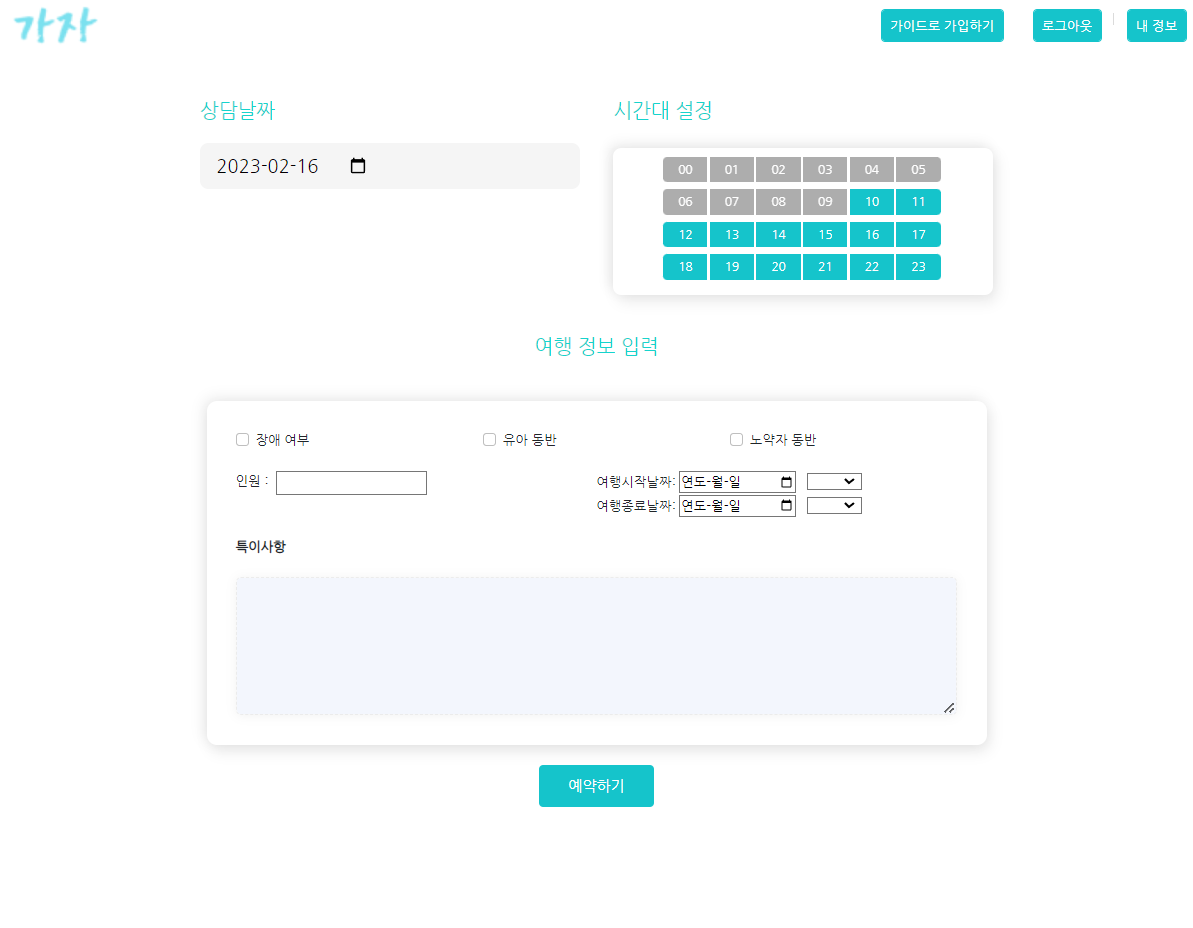 가자
가이드로 가입하기
로그아웃
내 정보
상담날짜
2023-02-16
시간대 설정
00 01 02 03 04 05
06 07 08 09 10 11
12 13 14 15 16 17
18 19 20 21 22 23
여행 정보 입력
장애 여부 유아 동반 노약자 동반
인원 :
여행시작날짜: 연도-월-일
여행종료날짜: 연도-월-일
특이사항
예약하기